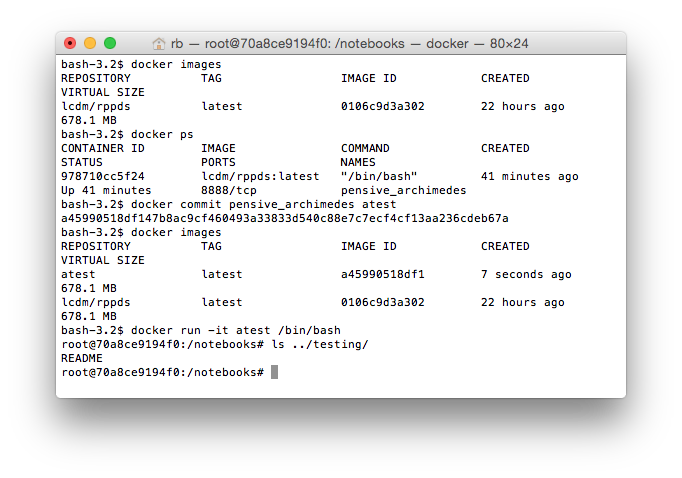 rb — root@70a8ce9194f0: /notebooks — docker — 80×24
bash-3.2$ docker images
REPOSITORY TAG IMAGE ID CREATED
VIRTUAL SIZE
lcdm/rppds latest 0106c9d3a302 22 hours ago
678.1 MB
bash-3.2$ docker ps
CONTAINER ID IMAGE COMMAND CREATED
STATUS PORTS NAMES
978710cc5f24 lcdm/rppds:latest "/bin/bash" 41 minutes ago
Up 41 minutes 8888/tcp pensive_archimedes
bash-3.2$ docker commit pensive_archimedes atest
a45990518df147b8ac9cf460493a33833d540c88e7c7ecf4cf13aa236cdeb67a
bash-3.2$ docker images
REPOSITORY TAG IMAGE ID CREATED
VIRTUAL SIZE
atest latest a45990518df1 7 seconds ago
678.1 MB
lcdm/rppds latest 0106c9d3a302 22 hours ago
678.1 MB
bash-3.2$ docker run -it atest /bin/bash
root@70a8ce9194f0:/notebooks# ls ../testing/
README
root@70a8ce9194f0:/notebooks#